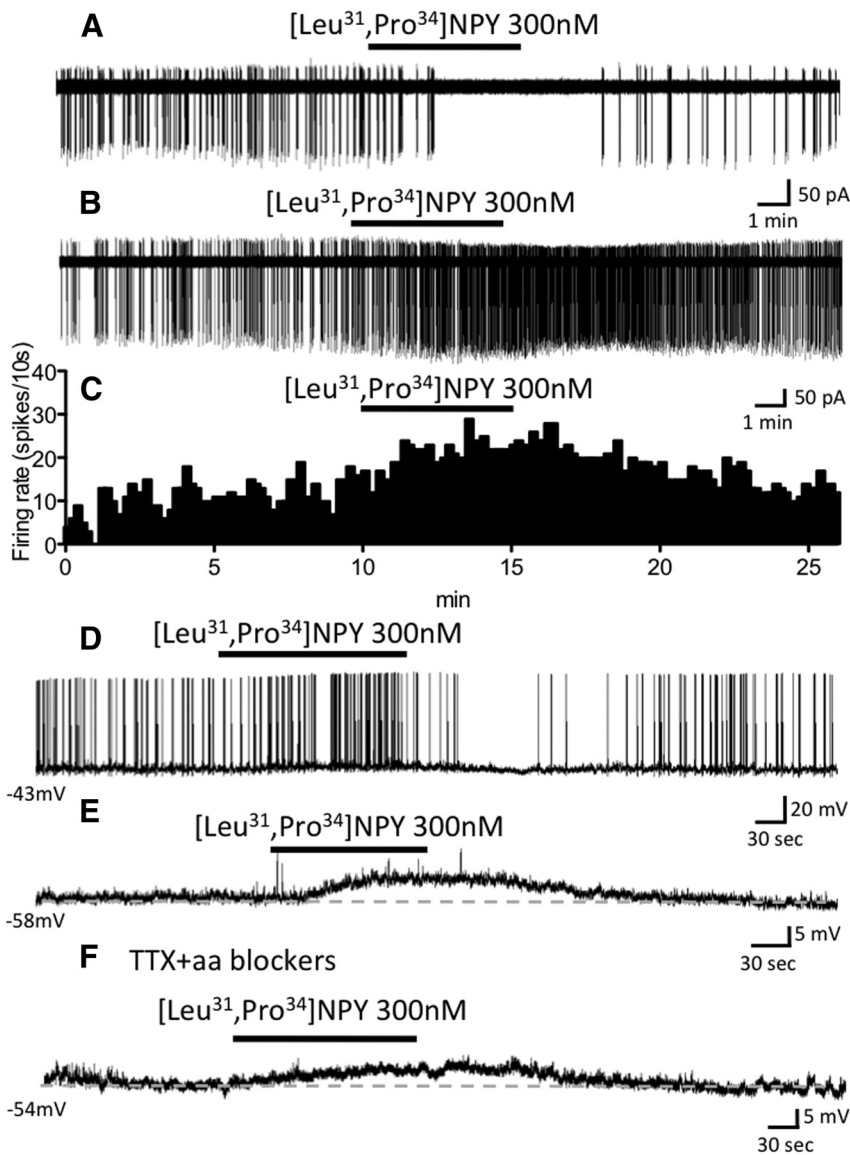 A
[Leu31,Pro34]NPY 300nM
50 pA
1 min
B
[Leu31,Pro34]NPY 300nM
50 pA
1 min
C
[Leu31,Pro34]NPY 300nM
Firing rate (spikes/10s)
40
30
20
10
0
0 5 10 15 20 25
min
D
[Leu31,Pro34]NPY 300nM
-43mV
20 mV
30 sec
E
[Leu31,Pro34]NPY 300nM
-58mV
5 mV
30 sec
F TTX+aa blockers
[Leu31,Pro34]NPY 300nM
-54mV
5 mV
30 sec